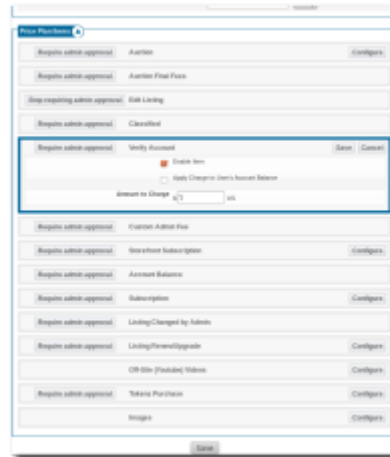 Price Plan Items
Require admin approval Auction Configure
Require admin approval Auction Final Fees
Stop requiring admin approval Edit Listing
Require admin approval Classified
Require admin approval Verify Account Save Cancel
Enable Item
Apply Charge to User's Account Balance
Amount to Charge $
Require admin approval Custom Admin Fee
Require admin approval Storefront Subscription Configure
Require admin approval Account Balance
Require admin approval Subscription Configure
Require admin approval Listing Changed by Admin
Require admin approval Listing Renew/Upgrade Configure
Off-Site (Youtube) Videos Configure
Require admin approval Tokens Purchase Configure
Images Configure
Save